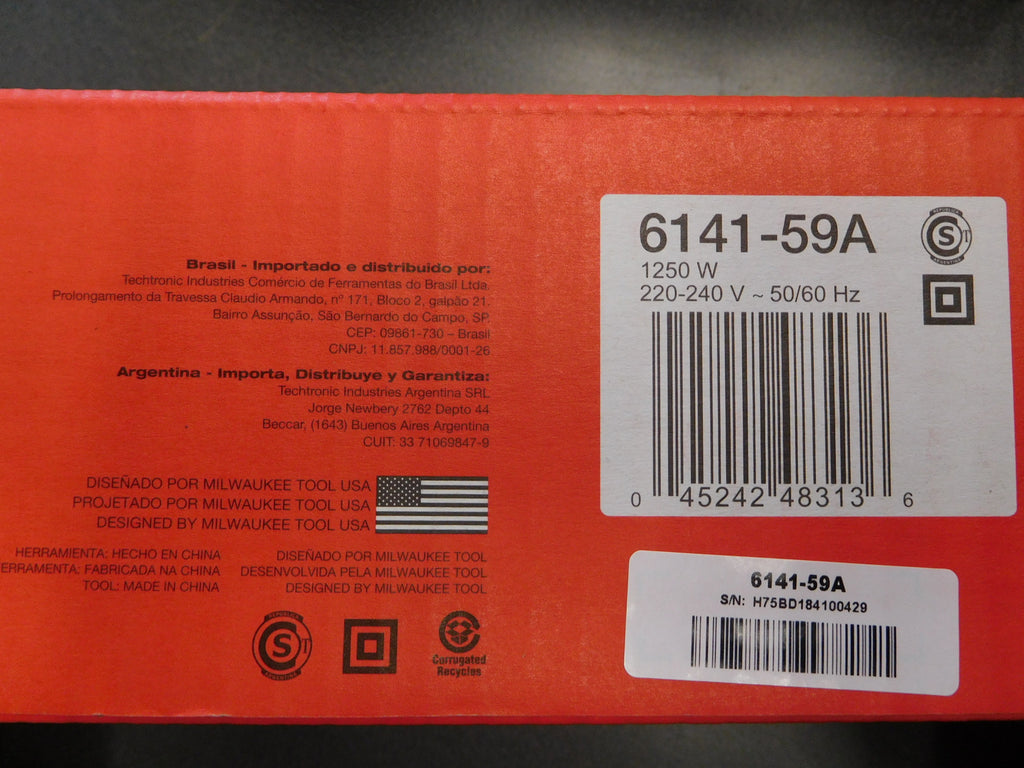 Brasil - Importado e distribuido por:
Techtronic Industries Comércio de Ferramentas do Brasil Ltda.
Prolongamento da Travessa Claudio Armando, nº 171, Bloco 2, galpão 21.
Bairro Assunção, São Bernardo do Campo, SP.
CEP: 09861-730 – Brasil
CNPJ: 11.857.988/0001-26
Argentina - Importa, Distribuye y Garantiza:
Techtronic Industries Argentina SRL
Jorge Newbery 2762 Depto 44
Beccar, (1643) Buenos Aires Argentina
CUIT: 33 71069847-9
DISEÑADO POR MILWAUKEE TOOL USA
PROJETADO POR MILWAUKEE TOOL USA
DESIGNED BY MILWAUKEE TOOL USA
HERRAMIENTA: HECHO EN CHINA
ERRAMENTA: FABRICADA NA CHINA
TOOL: MADE IN CHINA
DISEÑADO POR MILWAUKEE TOOL
DESENVOLVIDA PELA MILWAUKEE TOOL
DESIGNED BY MILWAUKEE TOOL
REPUBLICA
S T
ARGENTINA
Corrugated
Recycles
6141-59A
1250 W
220-240 V ~ 50/60 Hz
REPUBLICA
S T
ARGENTINA
0 45242 48313 6
6141-59A
S/N: H75BD184100429